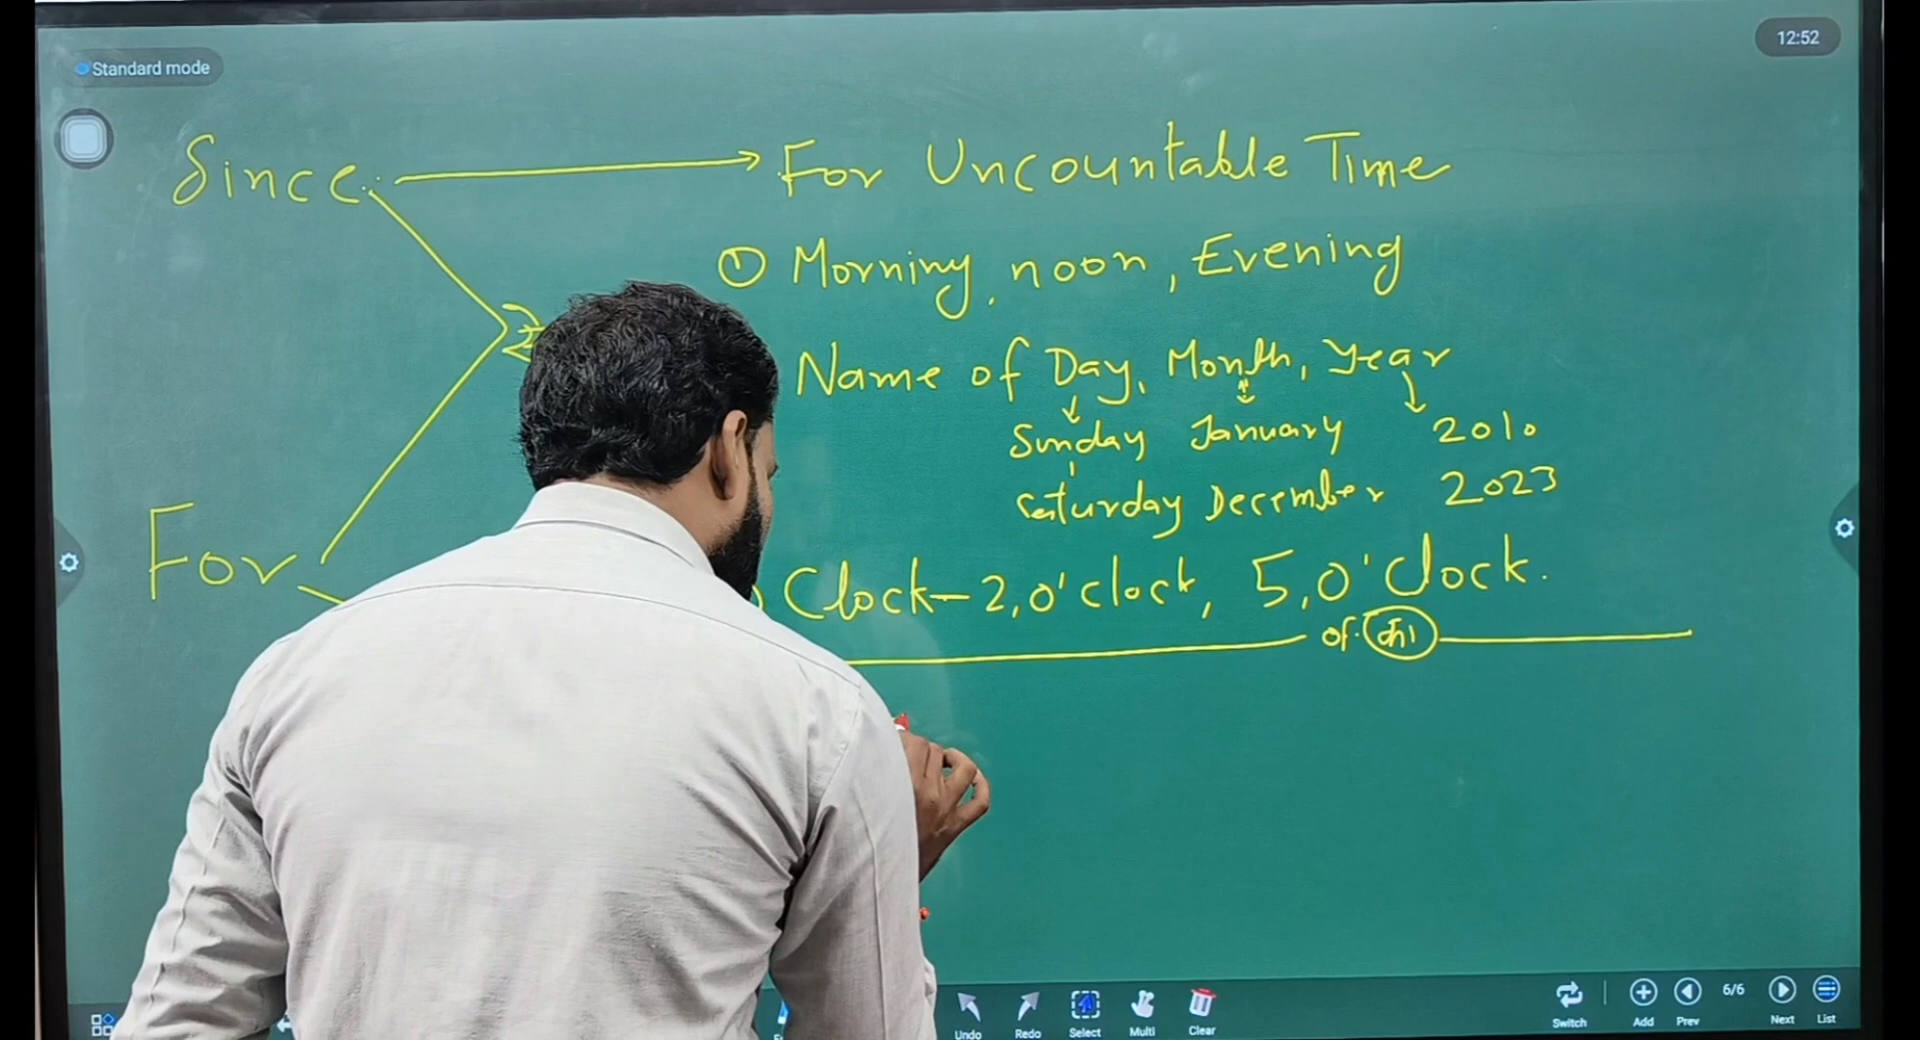 Standard mode
12:52
Since → For Uncountable Time
① Morning, noon, Evening
Name of Day, Month, Year
Sunday January 2010
Saturday December 2023
For
Clock-2,0'clock, 5,0'Clock.
of का
Undo Redo Select Multi Clear
Switch Add Prev 6/6 Next List